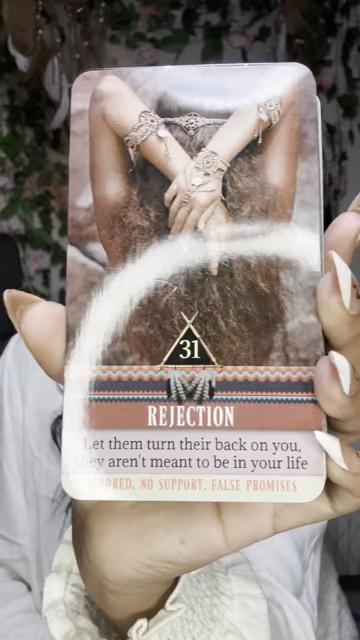 31
REJECTION
Let them turn their back on you,
they aren't meant to be in your life
IGNORED, NO SUPPORT, FALSE PROMISES